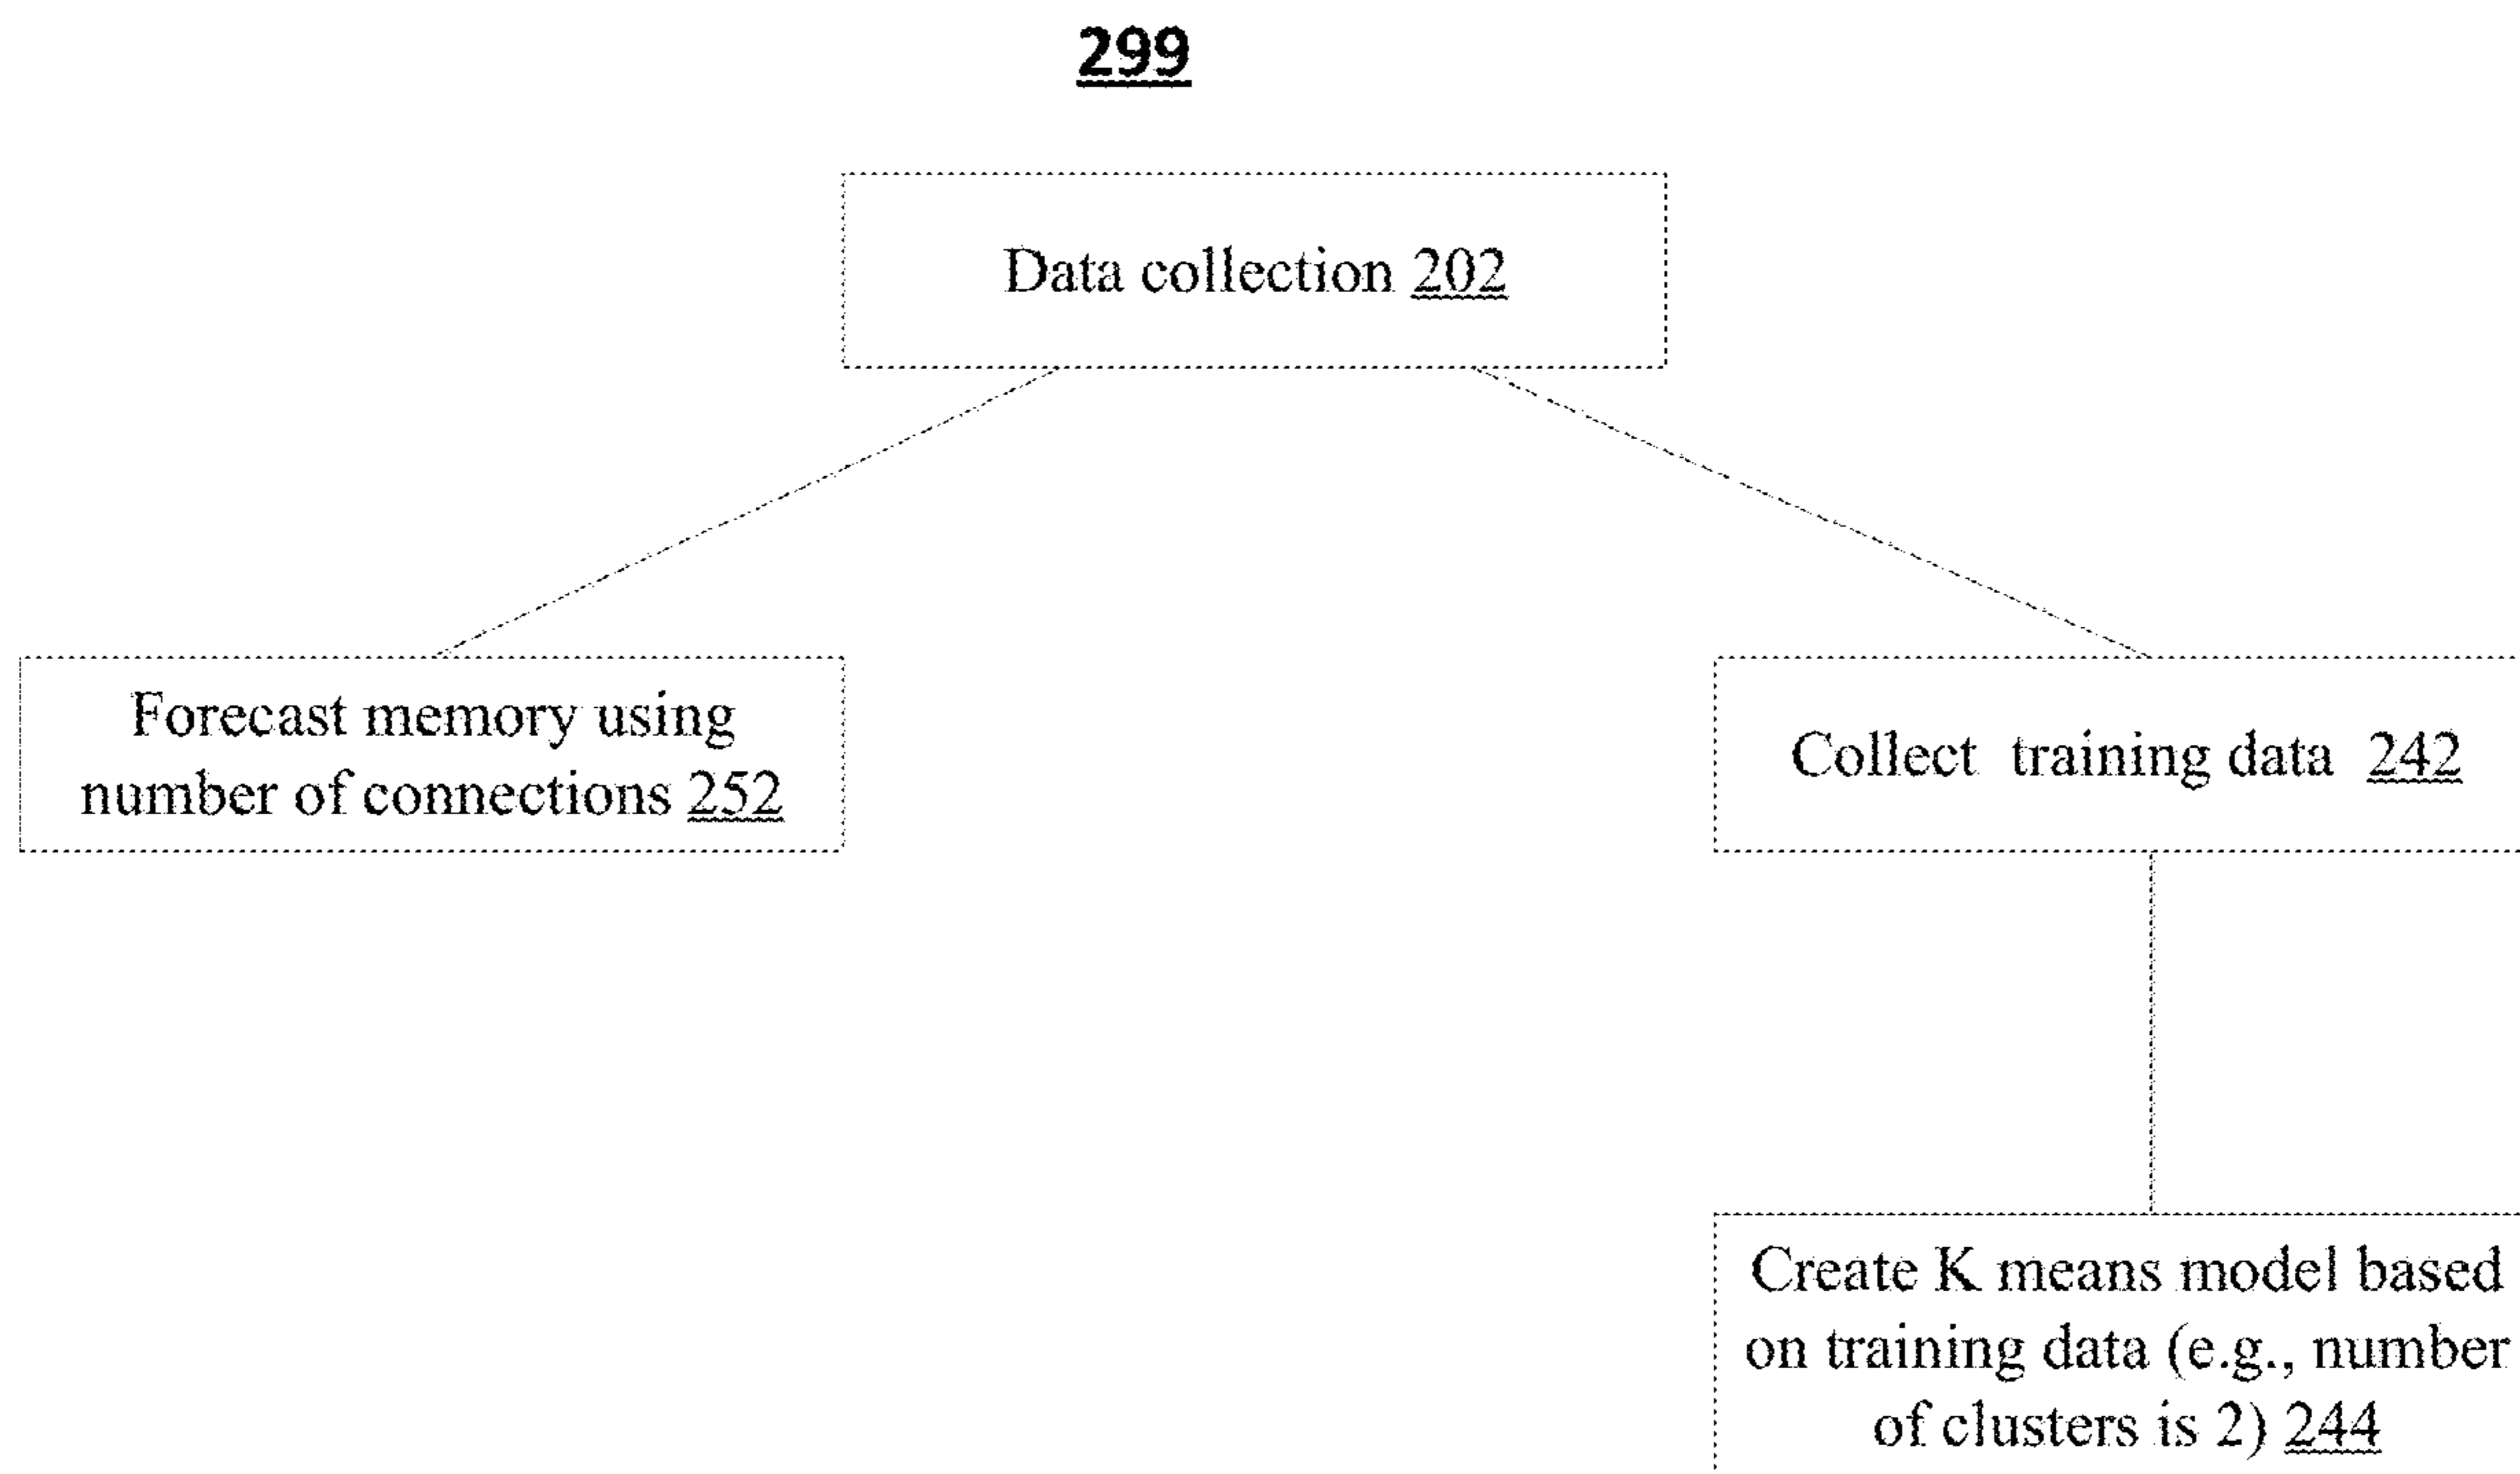 299
Data collection 202
Forecast memory using
number of connections 252
Collect training data 242
Create K means model based
on training data (e.g., number
of clusters is 2) 244